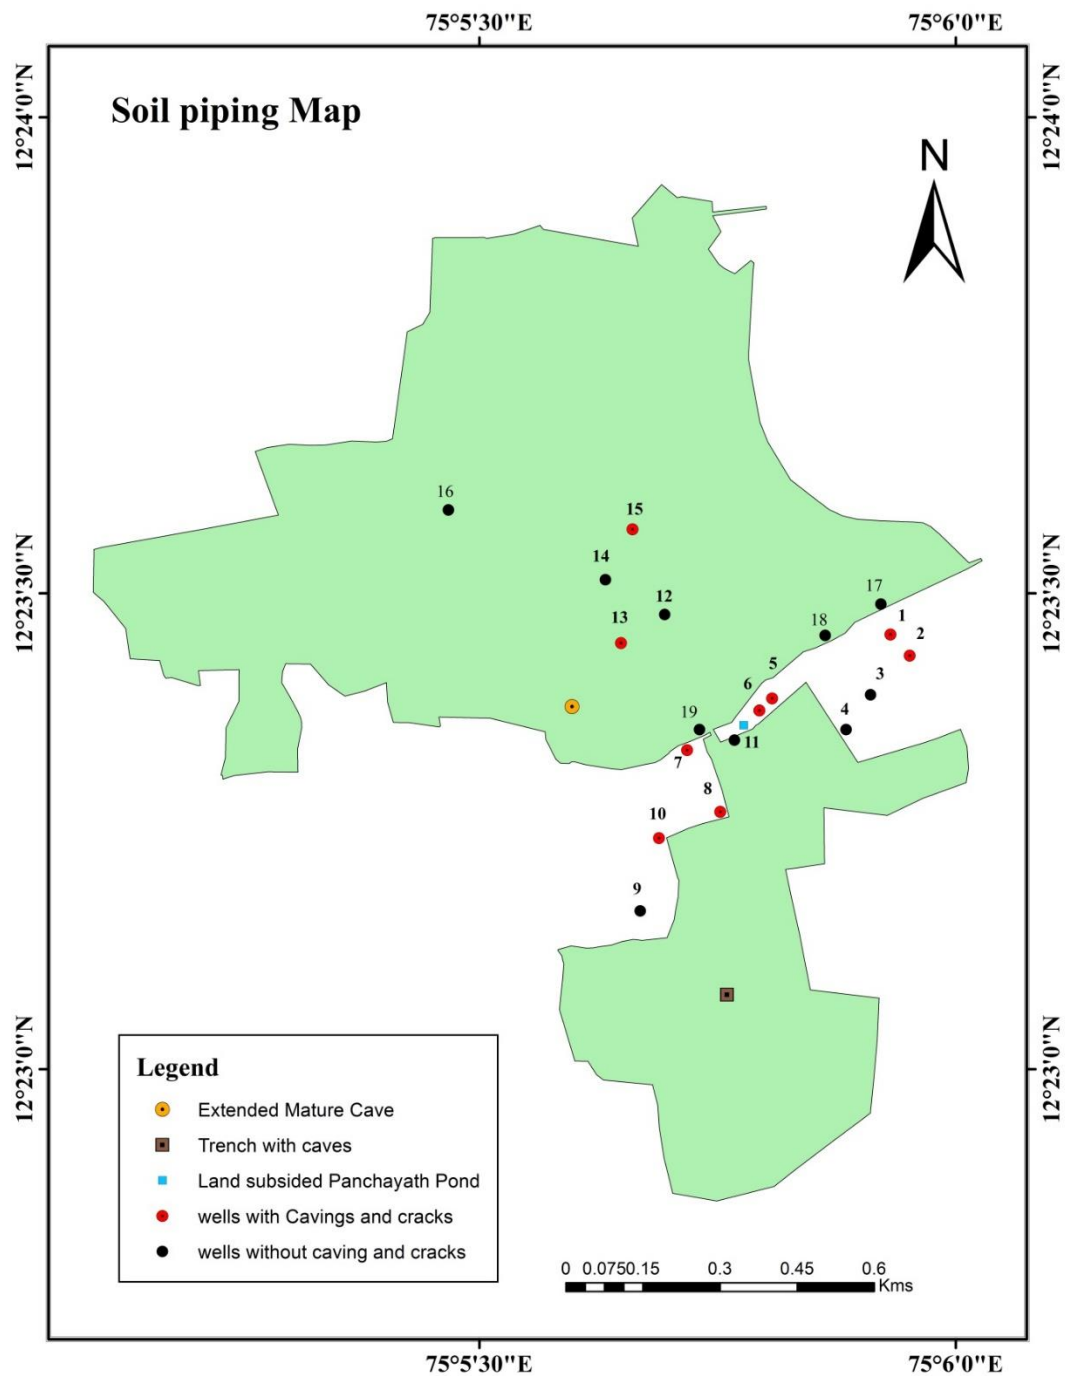 75°5'30"E 75°6'0"E
12°24'0"N 12°24'0"N
Soil piping Map
N
16
15
14
12°23'30"N 12°23'30"N
12
17
13
18
1
2
3
5
6
4
19
11
7
8
10
9
12°23'0"N 12°23'0"N
Legend
Extended Mature Cave
Trench with caves
Land subsided Panchayath Pond
wells with Cavings and cracks
wells without caving and cracks
0 0.0750.15 0.3 0.45 0.6
Kms
75°5'30"E 75°6'0"E